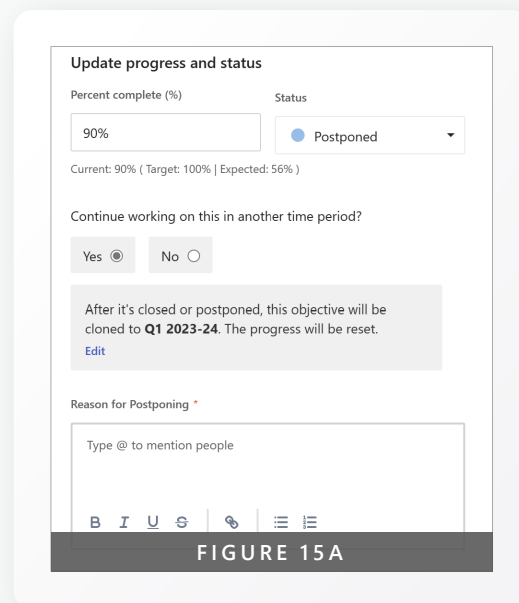 Update progress and status
Percent complete (%)
Status
90%
Postponed
Current: 90% ( Target: 100% | Expected: 56% )
Continue working on this in another time period?
Yes
No
After it's closed or postponed, this objective will be
cloned to Q1 2023-24. The progress will be reset.
Edit
Reason for Postponing *
Type @ to mention people
B I U S
FIGURE 15A